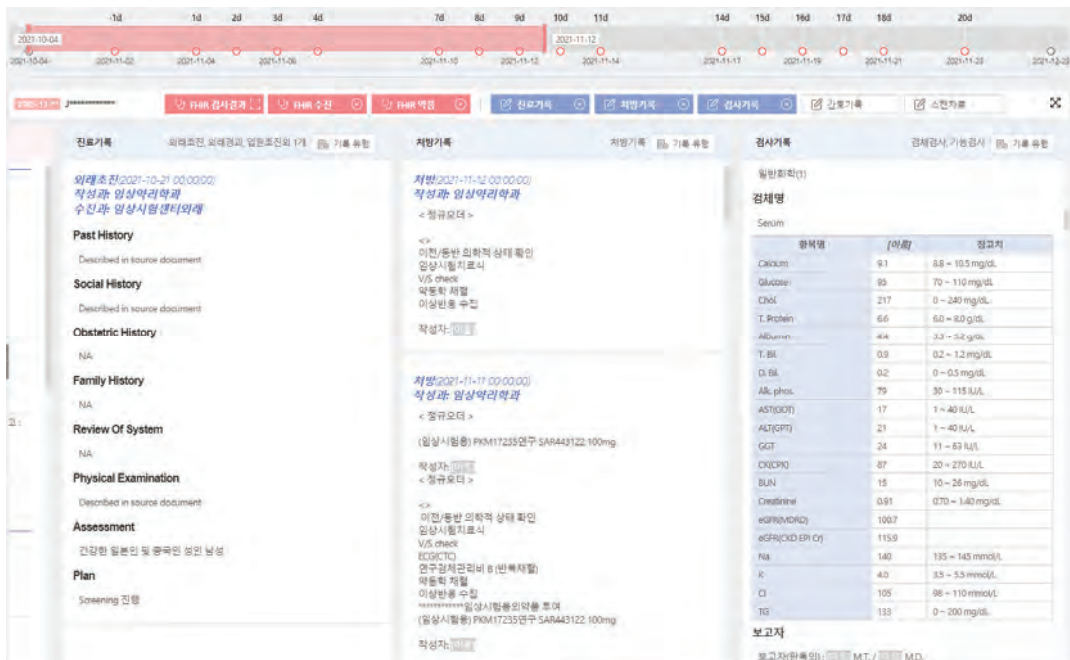 -1d 1d 2d 3d 4d 7d 8d 9d 10d 11d 14d 15d 16d 17d 18d 20d
2021-10-04 2021-11-12
2021-10-04 2021-11-02 2021-11-04 2021-11-06 2021-11-10 2021-11-12 2021-11-14 2021-11-17 2021-11-19 2021-11-21 2021-11-23 2021-12-23
J************ FHIR 검사결과 FHIR 수진 FHIR 약품 진료기록 처방기록 검사기록 간호기록 스캔자료
진료기록 외래초진, 외래경과, 입원초진외 1개 기록 유형
외래초진(2021-10-21 00:00:00)
작성과: 임상약리학과
수진과: 임상시험센터외래
Past History
Described in source document
Social History
Described in source document
Obstetric History
NA
Family History
NA
Review Of System
NA
Physical Examination
Described in source document
Assessment
건강한 일본인 및 중국인 성인 남성
Plan
Screening 진행
처방기록 처방기록 기록 유형
처방(2021-11-12 00:00:00)
작성과: 임상약리학과
< 정규오더 >
<>
이전/동반 의학적 상태 확인
임상시험치료식
V/S check
약동학 채혈
이상반응 수집
작성자:
처방(2021-11-11 00:00:00)
작성과: 임상약리학과
< 정규오더 >
(임상시험용) PKM17235연구 SAR443122 100mg
작성자:
< 정규오더 >
<>
이전/동반 의학적 상태 확인
임상시험치료식
V/S check
ECG(CTC)
연구검체관리비 B (반복채혈)
약동학 채혈
이상반응 수집
************임상시험용의약품 투여
(임상시험용) PKM17235연구 SAR443122 100mg
작성자:
검사기록 검체검사, 기능검사 기록 유형
일반화학(1)
검체명
Serum
항목명 [이름] 참고치
Calcium 9.1 8.8 ~ 10.5 mg/dL
Glucose 95 70 ~ 110 mg/dL
Chol. 217 0 ~ 240 mg/dL
T. Protein 6.6 6.0 ~ 8.0 g/dL
Albumin 4.4 3.3 ~ 5.2 g/dL
T. Bil. 0.9 0.2 ~ 1.2 mg/dL
D. Bil. 0.2 0 ~ 0.5 mg/dL
Alk. phos. 79 30 ~ 115 IU/L
AST(GOT) 17 1 ~ 40 IU/L
ALT(GPT) 21 1 ~ 40 IU/L
GGT 24 11 ~ 63 IU/L
CK(CPK) 87 20 ~ 270 IU/L
BUN 15 10 ~ 26 mg/dL
Creatinine 0.91 0.70 ~ 1.40 mg/dL
eGFR(MDRD) 100.7
eGFR(CKD EPI Cr) 115.9
Na 140 135 ~ 145 mmol/L
K 4.0 3.5 ~ 5.5 mmol/L
Cl 105 98 ~ 110 mmol/L
TG 133 0 ~ 200 mg/dL
보고자
보고자(판독의): M.T. / M.D.